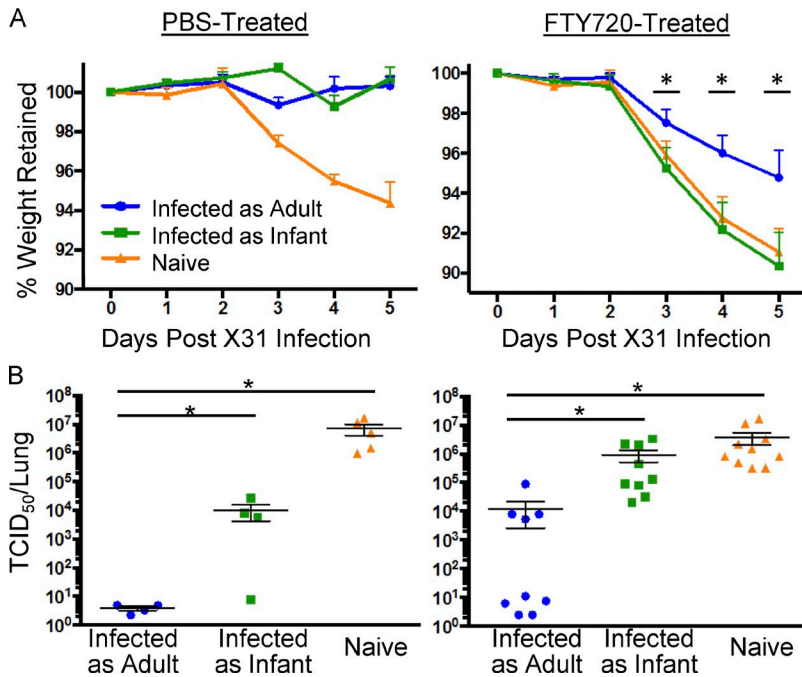 A
PBS-Treated
FTY720-Treated
% Weight Retained
100
98
96
94
92
90
Infected as Adult
Infected as Infant
Naive
0 1 2 3 4 5
Days Post X31 Infection
100
98
96
94
92
90
* * *
0 1 2 3 4 5
Days Post X31 Infection
B
TCID50/Lung
10⁸
10⁷
10⁶
10⁵
10⁴
10³
10²
10¹
10⁰
*
*
Infected as Adult
Infected as Infant
Naive
10⁸
10⁷
10⁶
10⁵
10⁴
10³
10²
10¹
10⁰
*
*
Infected as Adult
Infected as Infant
Naive